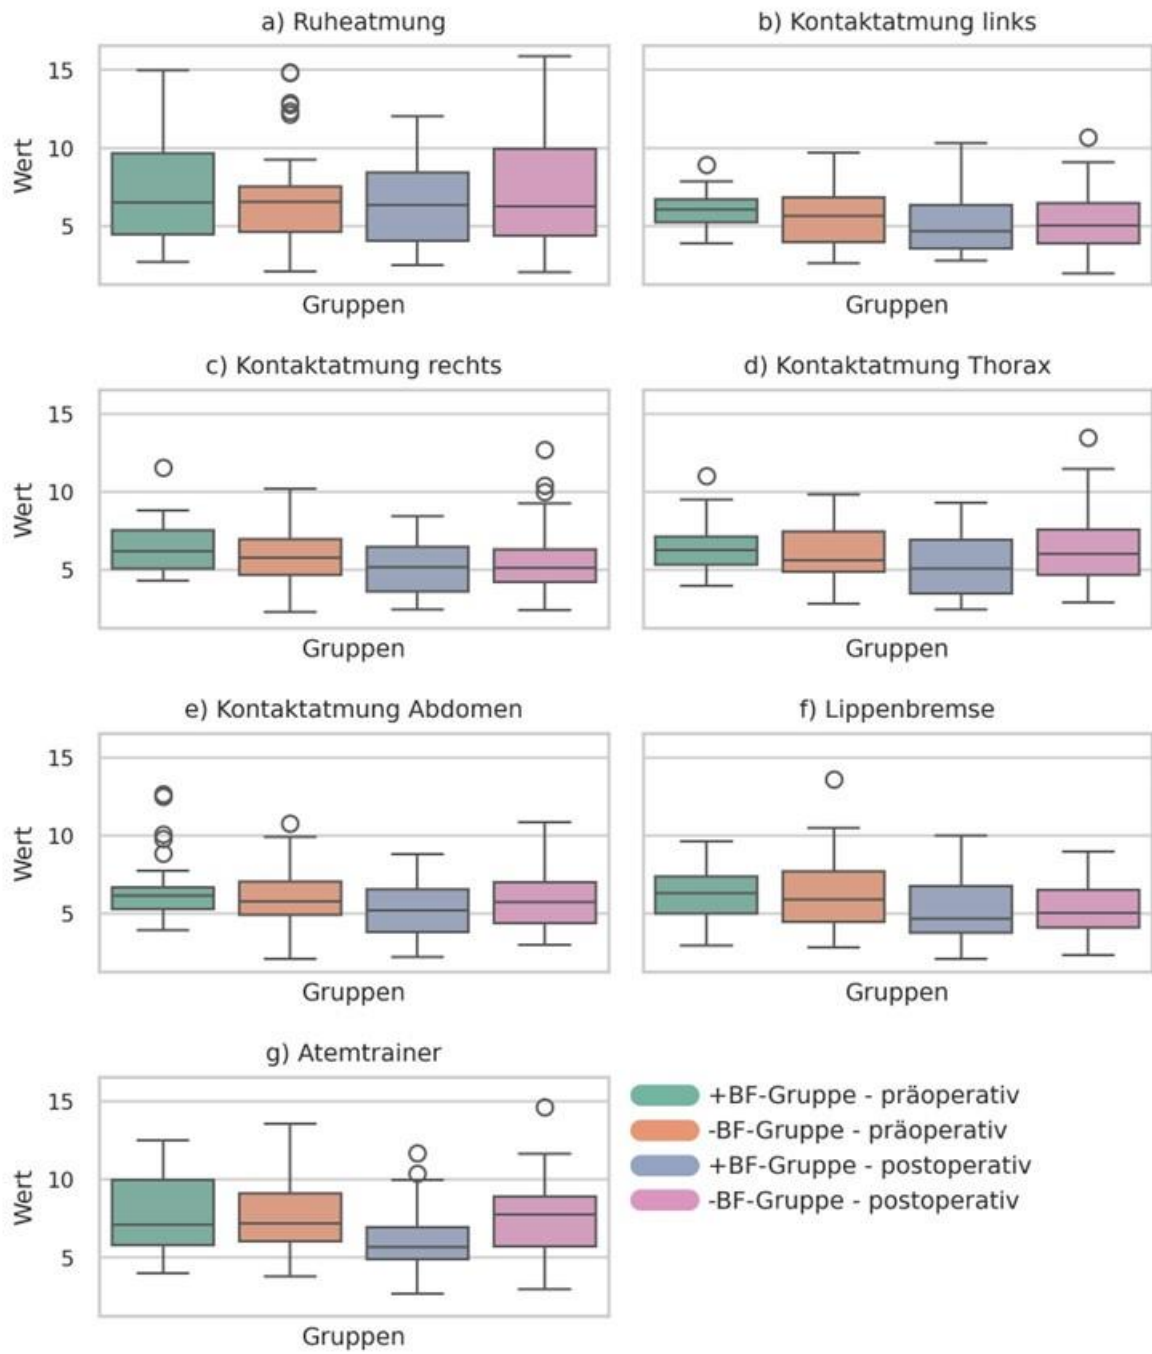 a) Ruheatmung
b) Kontaktatmung links
15
10
5
Wert
Gruppen
Gruppen
c) Kontaktatmung rechts
d) Kontaktatmung Thorax
15
10
5
Wert
Gruppen
Gruppen
e) Kontaktatmung Abdomen
f) Lippenbremse
15
10
5
Wert
Gruppen
Gruppen
g) Atemtrainer
15
10
5
Wert
Gruppen
+BF-Gruppe - präoperativ
-BF-Gruppe - präoperativ
+BF-Gruppe - postoperativ
-BF-Gruppe - postoperativ